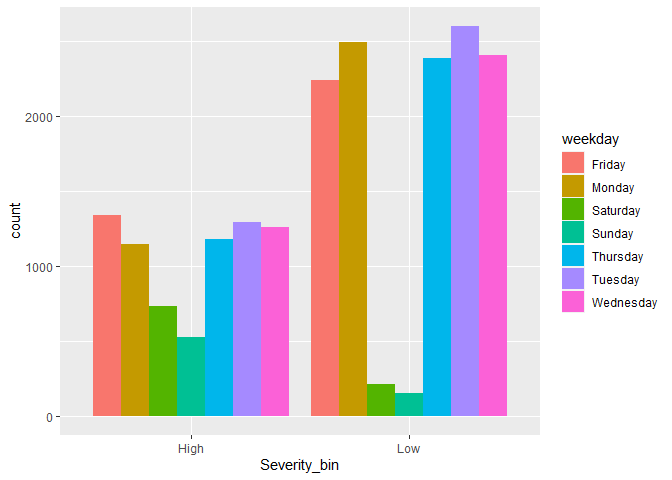 count
2000
1000
0
High
Low
Severity_bin
weekday
Friday
Monday
Saturday
Sunday
Thursday
Tuesday
Wednesday